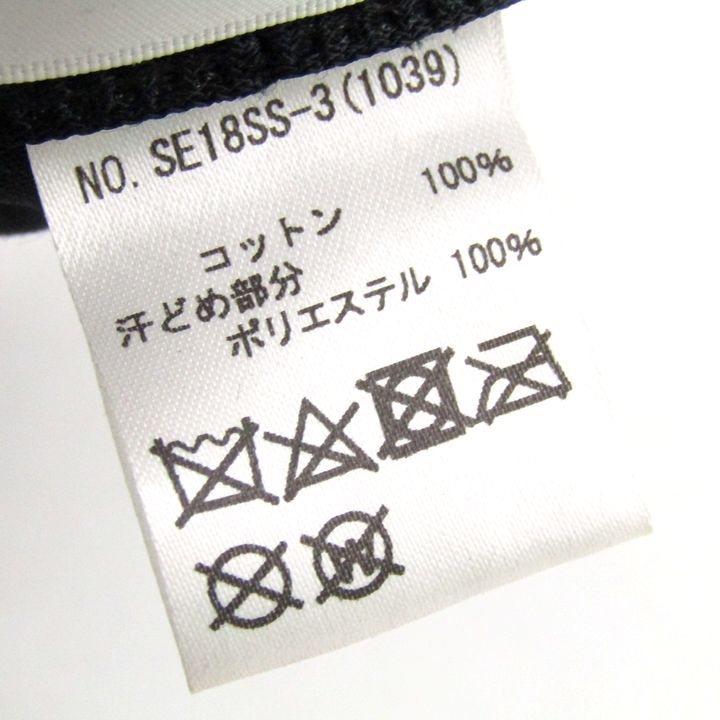 NO. SE18SS-3(1039)
コットン 100%
汗どめ部分
ポリエステル 100%